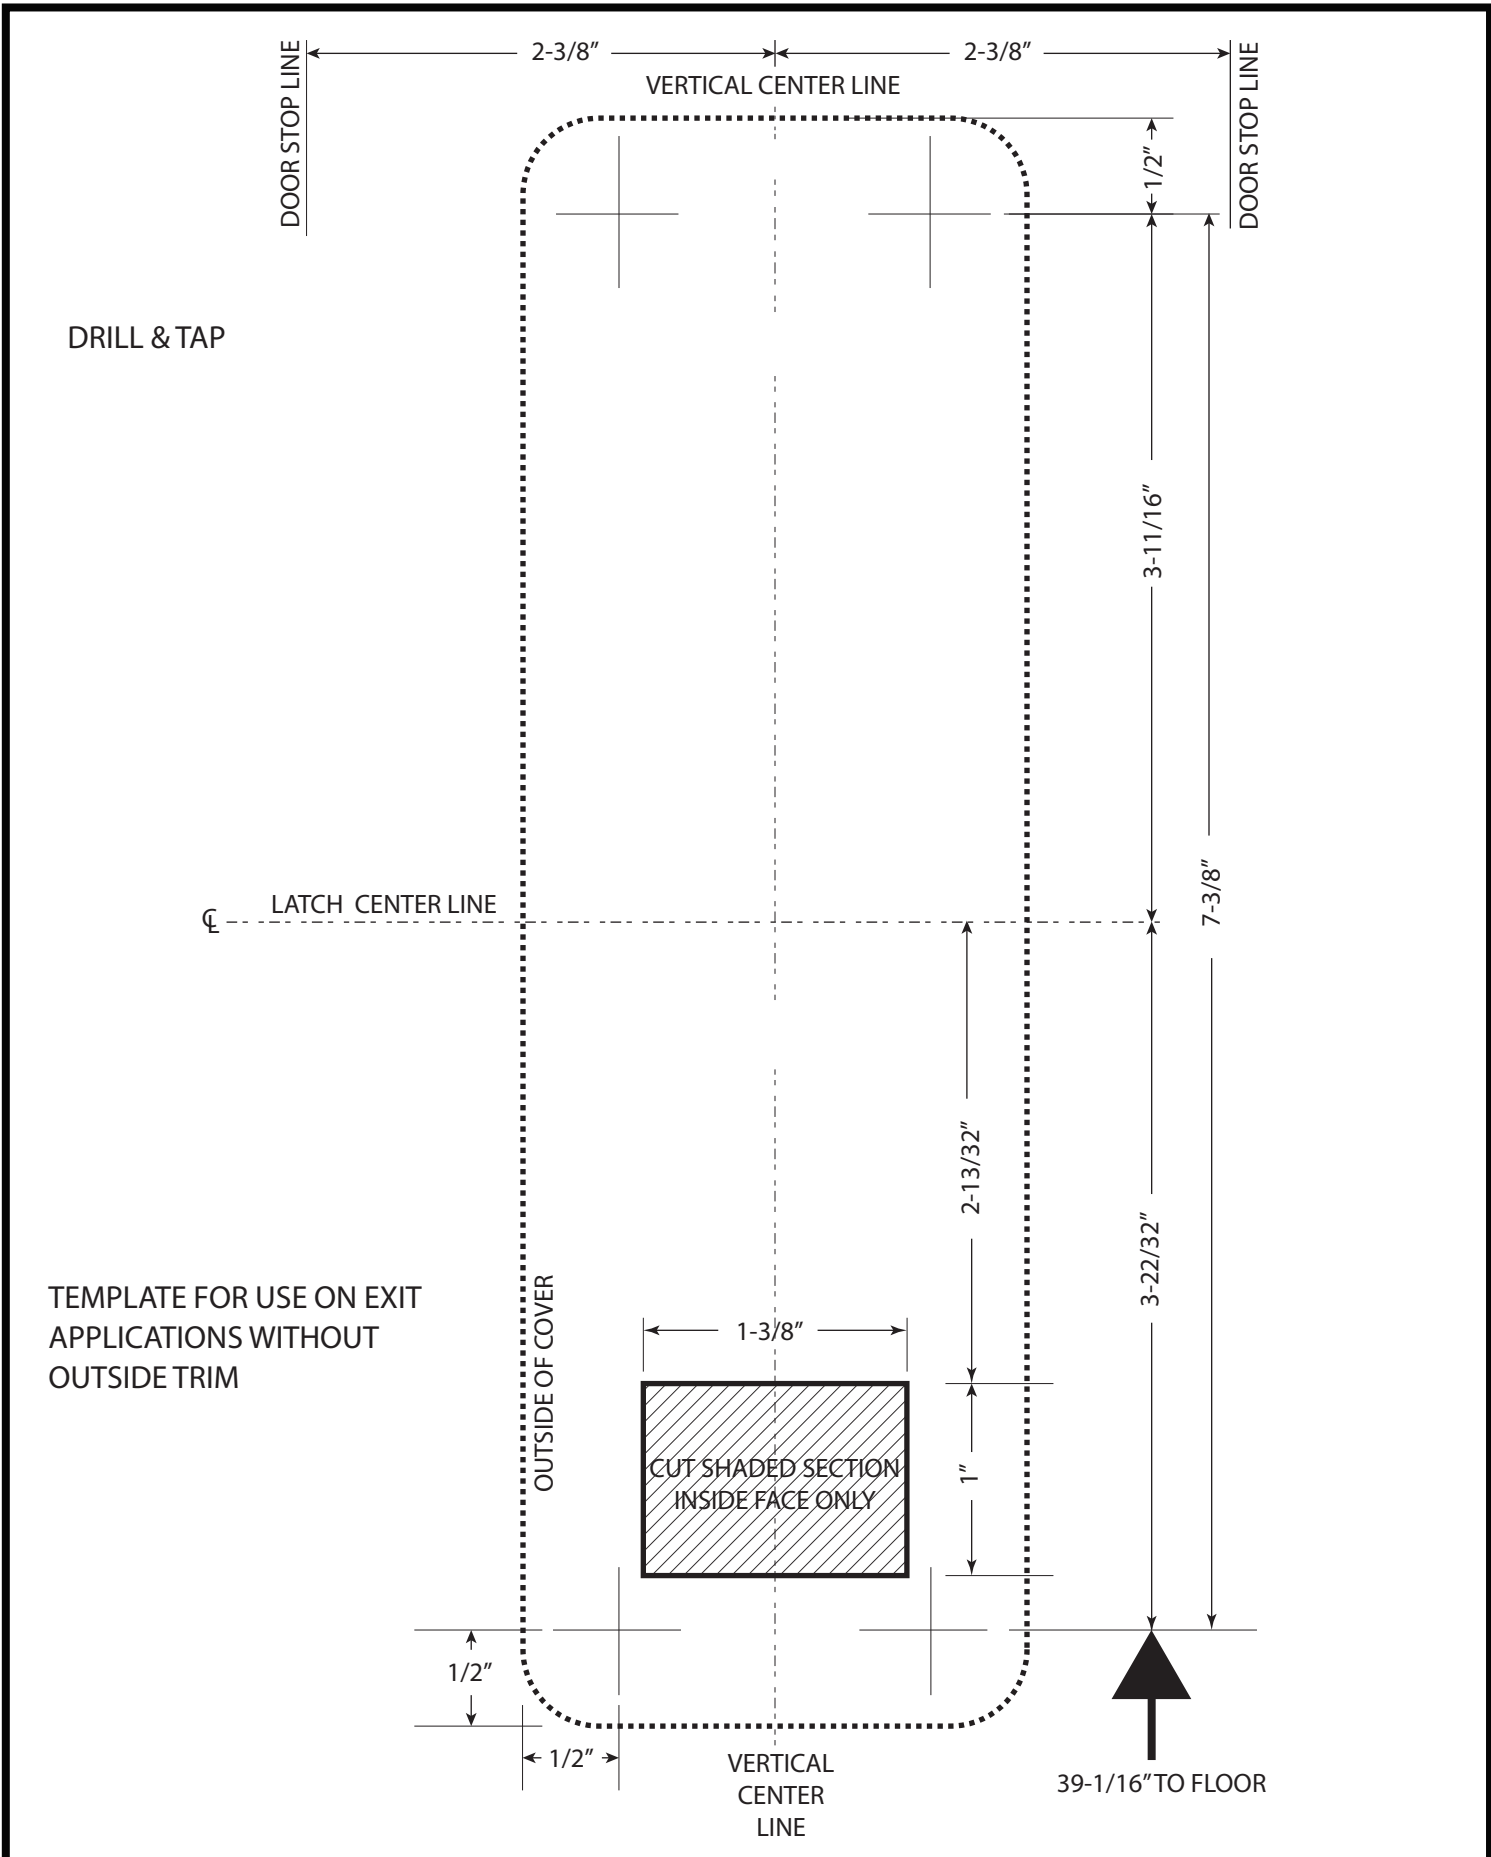 2-3/8”
2-3/8”
DOOR STOP LINE
VERTICAL CENTER LINE
DOOR STOP LINE
1/2”
DRILL & TAP
3-11/16”
7-3/8”
℄
LATCH CENTER LINE
2-13/32”
3-22/32”
TEMPLATE FOR USE ON EXIT
APPLICATIONS WITHOUT
OUTSIDE TRIM
OUTSIDE OF COVER
1-3/8”
CUT SHADED SECTION
INSIDE FACE ONLY
1”
1/2”
1/2”
VERTICAL
CENTER
LINE
39-1/16” TO FLOOR